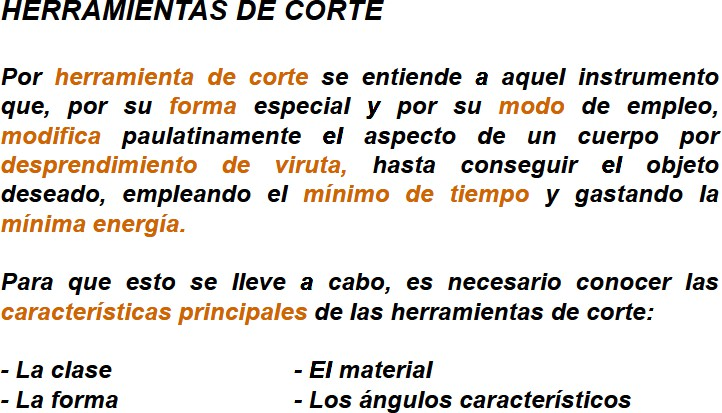 HERRAMIENTAS DE CORTE
Por herramienta de corte se entiende a aquel instrumento
que, por su forma especial y por su modo de empleo,
modifica paulatinamente el aspecto de un cuerpo por
desprendimiento de viruta, hasta conseguir el objeto
deseado, empleando el mínimo de tiempo y gastando la
mínima energía.
Para que esto se lleve a cabo, es necesario conocer las
características principales de las herramientas de corte:
- La clase - El material
- La forma - Los ángulos característicos